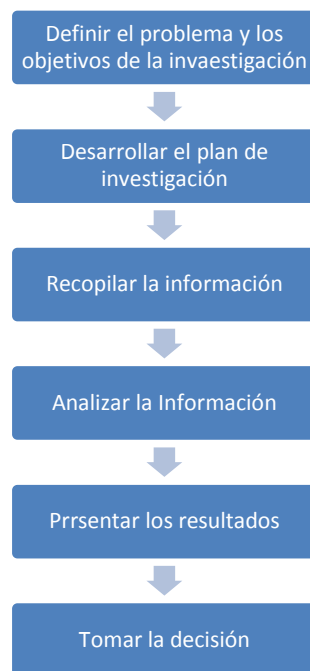 Definir el problema y los
objetivos de la invaestigación
Desarrollar el plan de
investigación
Recopilar la información
Analizar la Información
Prrsentar los resultados
Tomar la decisión